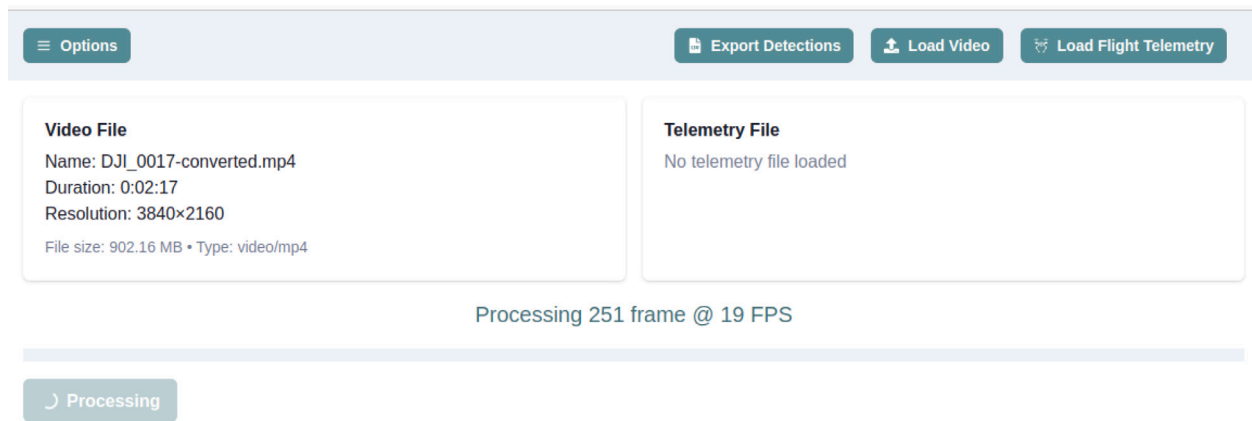 Options
Export Detections
Load Video
Load Flight Telemetry
Video File
Name: DJI_0017-converted.mp4
Duration: 0:02:17
Resolution: 3840×2160
File size: 902.16 MB • Type: video/mp4
Telemetry File
No telemetry file loaded
Processing 251 frame @ 19 FPS
Processing